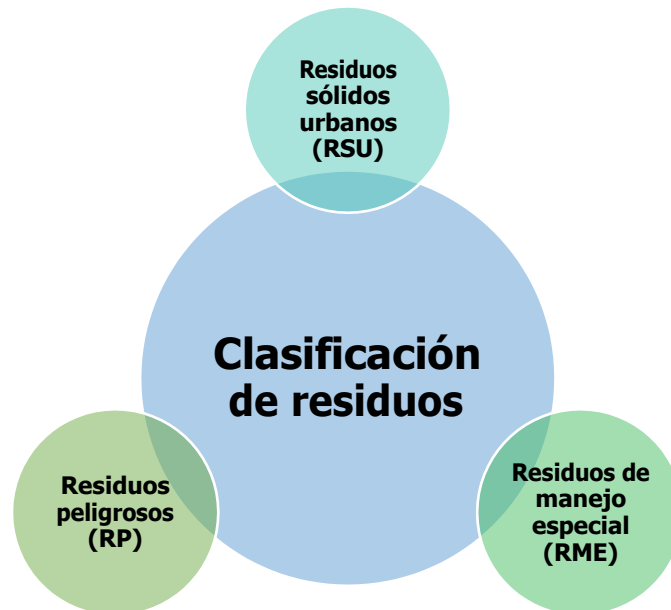 Residuos
sólidos
urbanos
(RSU)
Clasificación
de residuos
Residuos
peligrosos
(RP)
Residuos de
manejo
especial
(RME)